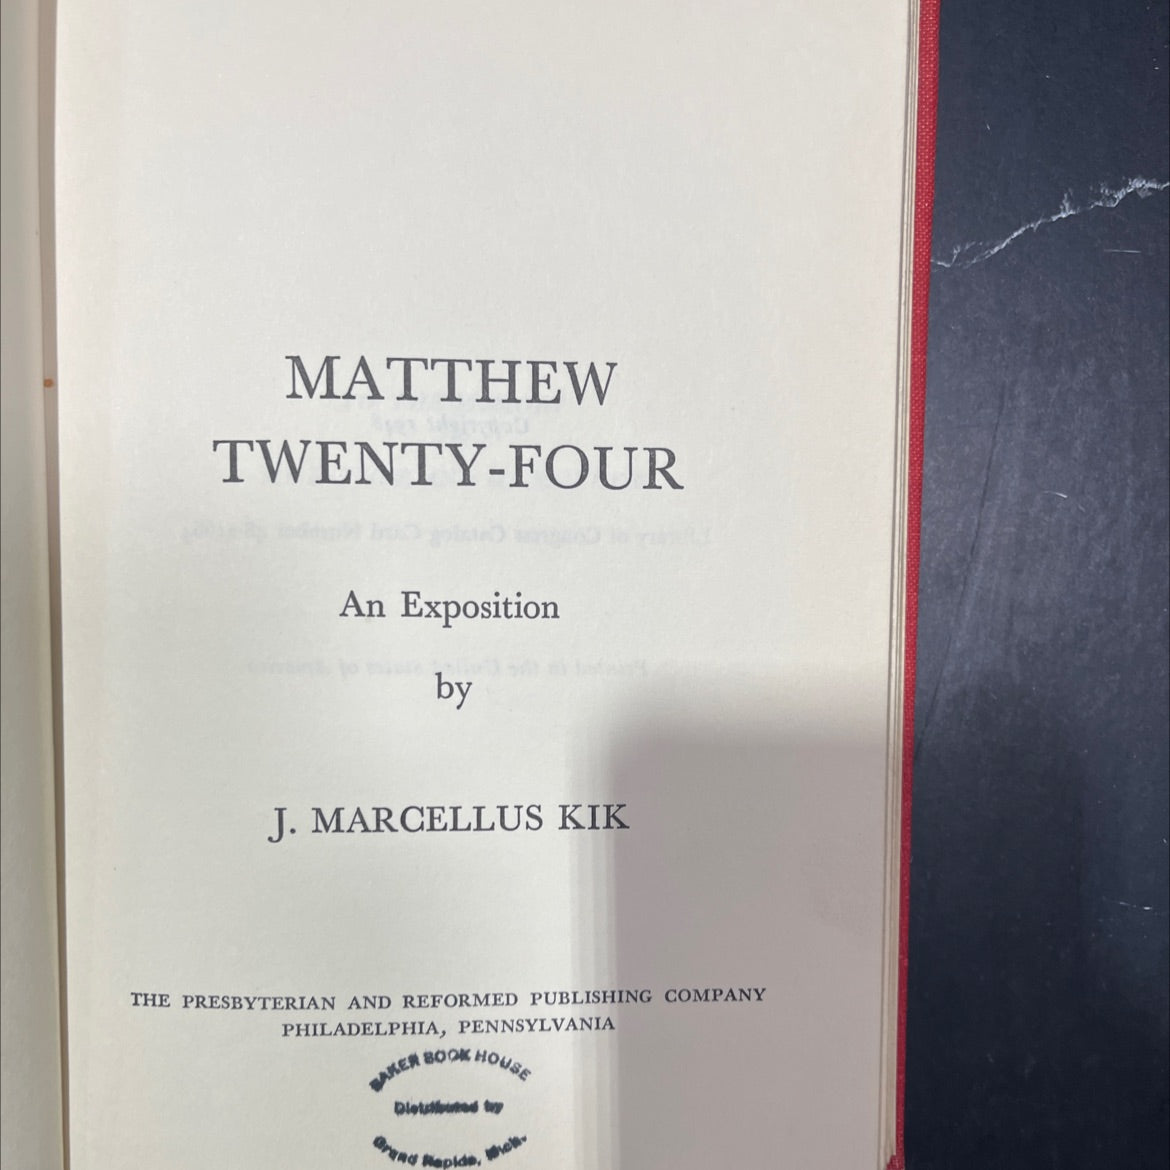 MATTHEW
TWENTY-FOUR
An Exposition
by
J. MARCELLUS KIK
THE PRESBYTERIAN AND REFORMED PUBLISHING COMPANY
PHILADELPHIA, PENNSYLVANIA
BAKER BOOK HOUSE
Distributed by
Grand Rapids, Mich.